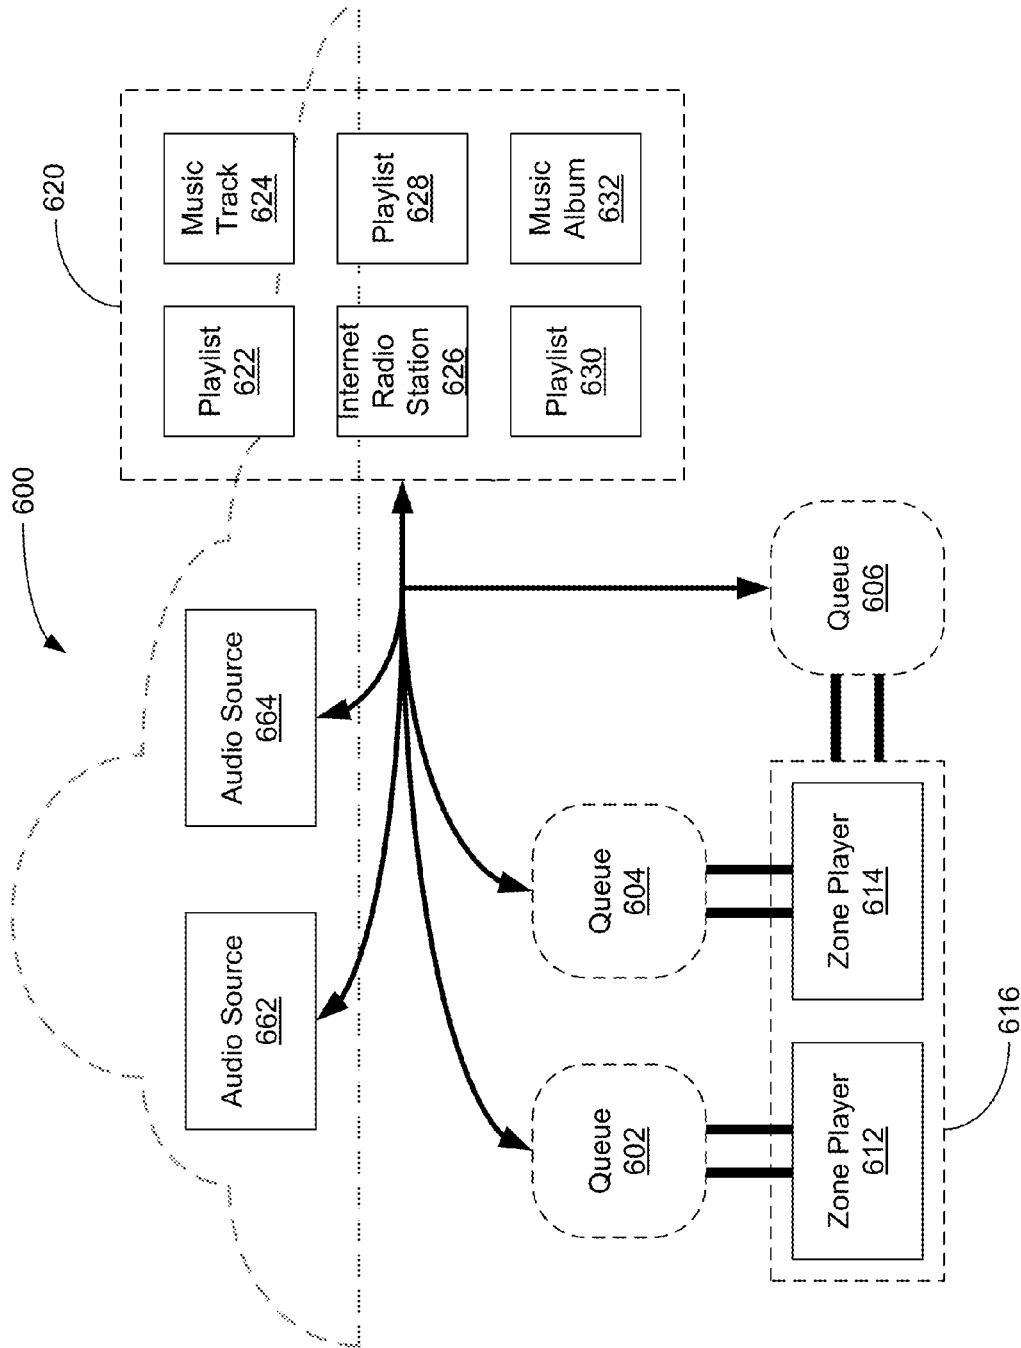 600
620
Audio Source
662
Audio Source
664
Playlist
622
Music
Track
624
Internet
Radio
Station
626
Playlist
628
Playlist
630
Music
Album
632
Queue
602
Queue
604
Queue
606
Zone Player
612
Zone Player
614
616